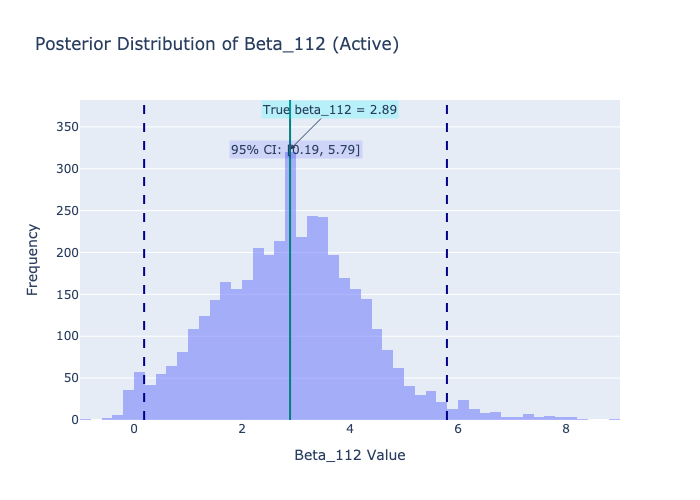 Posterior Distribution of Beta_112 (Active)
True beta_112 = 2.89
95% CI: [0.19, 5.79]
350
300
250
200
150
100
50
0
Frequency
0 2 4 6 8
Beta_112 Value